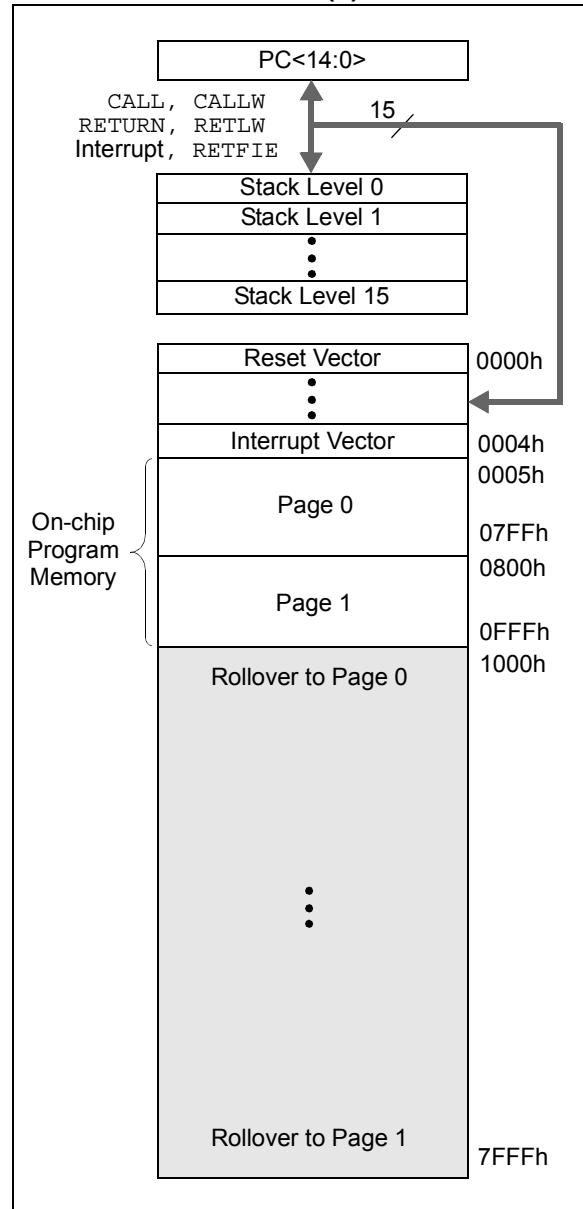 PC<14:0>
CALL, CALLW
RETURN, RETLW
Interrupt, RETFIE
15
Stack Level 0
Stack Level 1
Stack Level 15
Reset Vector
0000h
Interrupt Vector
0004h
0005h
On-chip
Program
Memory
Page 0
07FFh
0800h
Page 1
0FFFh
1000h
Rollover to Page 0
Rollover to Page 1
7FFFh